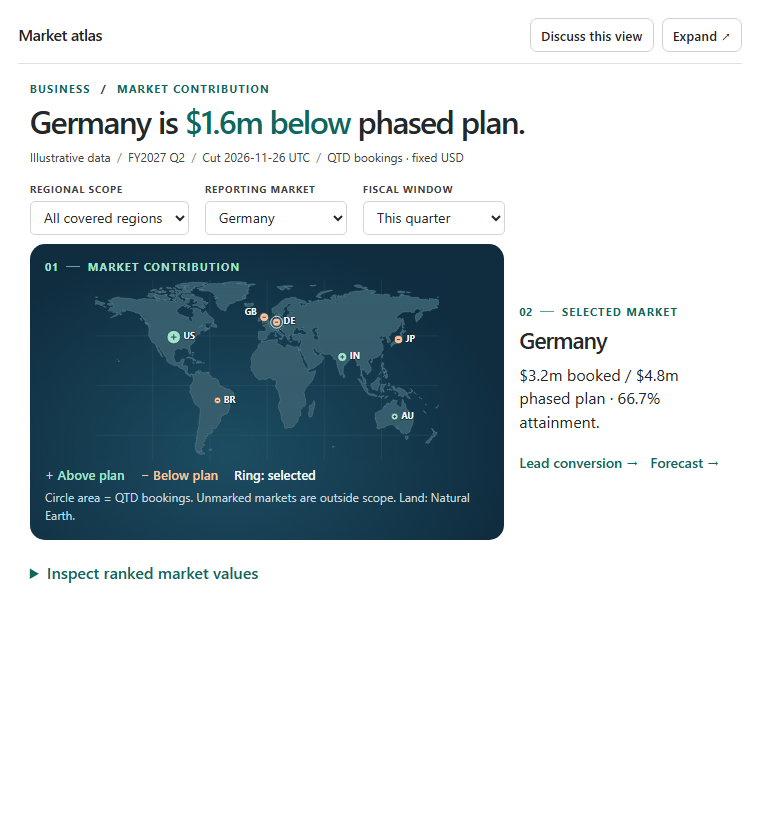 Market atlas
Discuss this view
Expand ↗
BUSINESS / MARKET CONTRIBUTION
Germany is $1.6m below phased plan.
Illustrative data / FY2027 Q2 / Cut 2026-11-26 UTC / QTD bookings · fixed USD
REGIONAL SCOPE
All covered regions
REPORTING MARKET
Germany
FISCAL WINDOW
This quarter
01 — MARKET CONTRIBUTION
GB
DE
US
JP
IN
BR
AU
+ Above plan
− Below plan
Ring: selected
Circle area = QTD bookings. Unmarked markets are outside scope. Land: Natural
Earth.
02 — SELECTED MARKET
Germany
$3.2m booked / $4.8m
phased plan · 66.7%
attainment.
Lead conversion →
Forecast →
▶ Inspect ranked market values